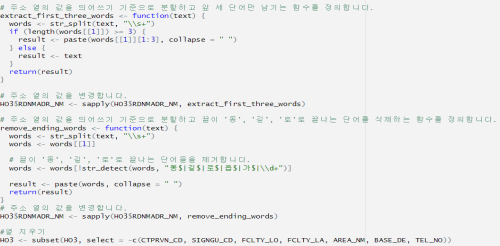 # 주소 열의 값을 띄어쓰기 기준으로 분할하고 앞 세 단어만 남기는 함수를 정의합니다.
extract_first_three_words <- function(text) {
words <- str_split(text, "\\s+")
if (length(words[[1]]) >= 3) {
result <- paste(words[[1]][1:3], collapse = " ")
} else {
result <- text
}
return(result)
}
# 주소 열의 값을 변경합니다.
HO3$RDNMADR_NM <- sapply(HO3$RDNMADR_NM, extract_first_three_words)
# 주소 열의 값을 띄어쓰기 기준으로 분할하고 끝이 '동', '길', '로'로 끝나는 단어를 삭제하는 함수를 정의합니다.
remove_ending_words <- function(text) {
words <- str_split(text, "\\s+")
words <- words[[1]]
# 끝이 '동', '길', '로'로 끝나는 단어들을 제거합니다.
words <- words[!str_detect(words, "동$|길$|로$|읍$|가$|\\d+")]
result <- paste(words, collapse = " ")
return(result)
}
# 주소 열의 값을 변경합니다.
HO3$RDNMADR_NM <- sapply(HO3$RDNMADR_NM, remove_ending_words)
#열 지우기
HO3 <- subset(HO3, select = -c(CTPRVN_CD, SIGNGU_CD, FCLTY_LO, FCLTY_LA, AREA_NM, BASE_DE, TEL_NO))